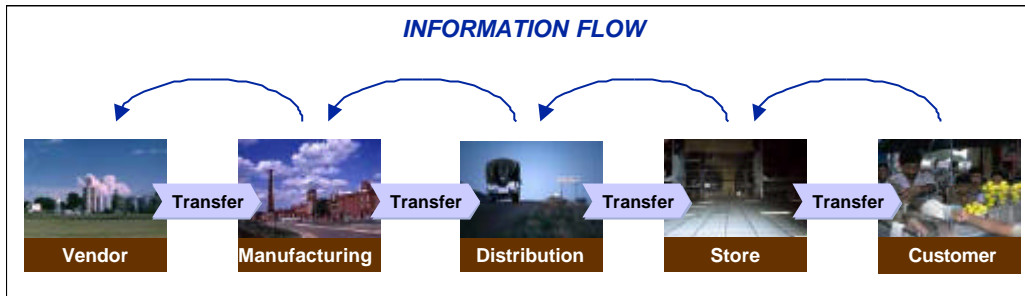 INFORMATION FLOW
Transfer Transfer Transfer Transfer
Vendor Manufacturing Distribution Store Customer